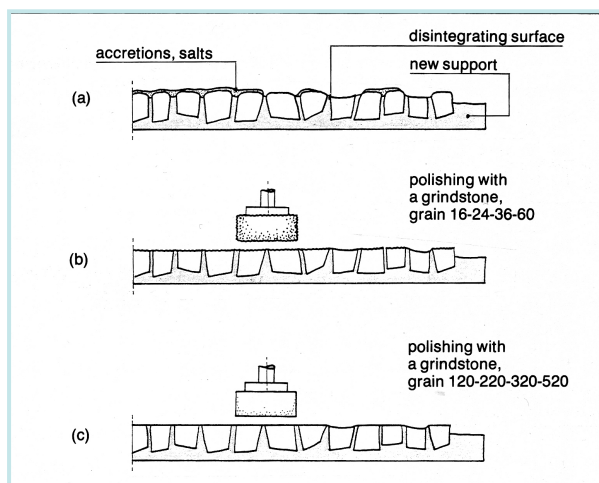 disintegrating surface
accretions, salts
new support
(a)
polishing with
a grindstone,
grain 16-24-36-60
(b)
polishing with
a grindstone,
grain 120-220-320-520
(c)